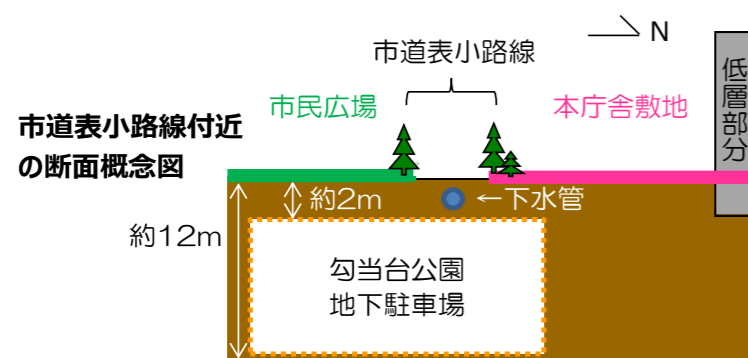 N
市道表小路線
市民広場
本庁舎敷地
低層部分
市道表小路線付近
の断面概念図
約2m
←下水管
約12m
勾当台公園
地下駐車場